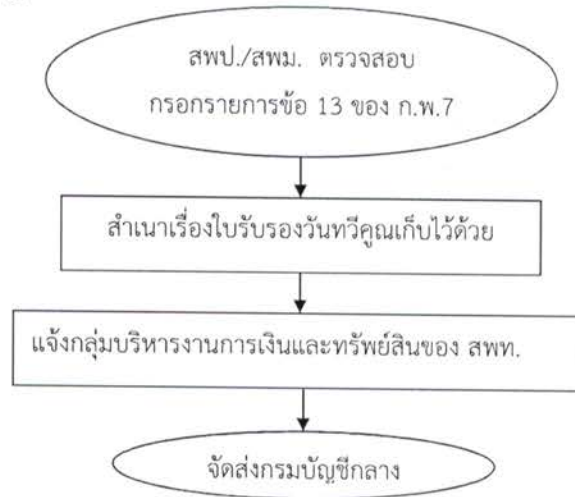 สพป./สพม. ตรวจสอบ
กรอกรายการข้อ 13 ของ ก.พ.7
สำเนาเรื่องใบรับรองวันทวีคูณเก็บไว้ด้วย
แจ้งกลุ่มบริหารงานการเงินและทรัพย์สินของ สพท.
จัดส่งกรมบัญชีกลาง